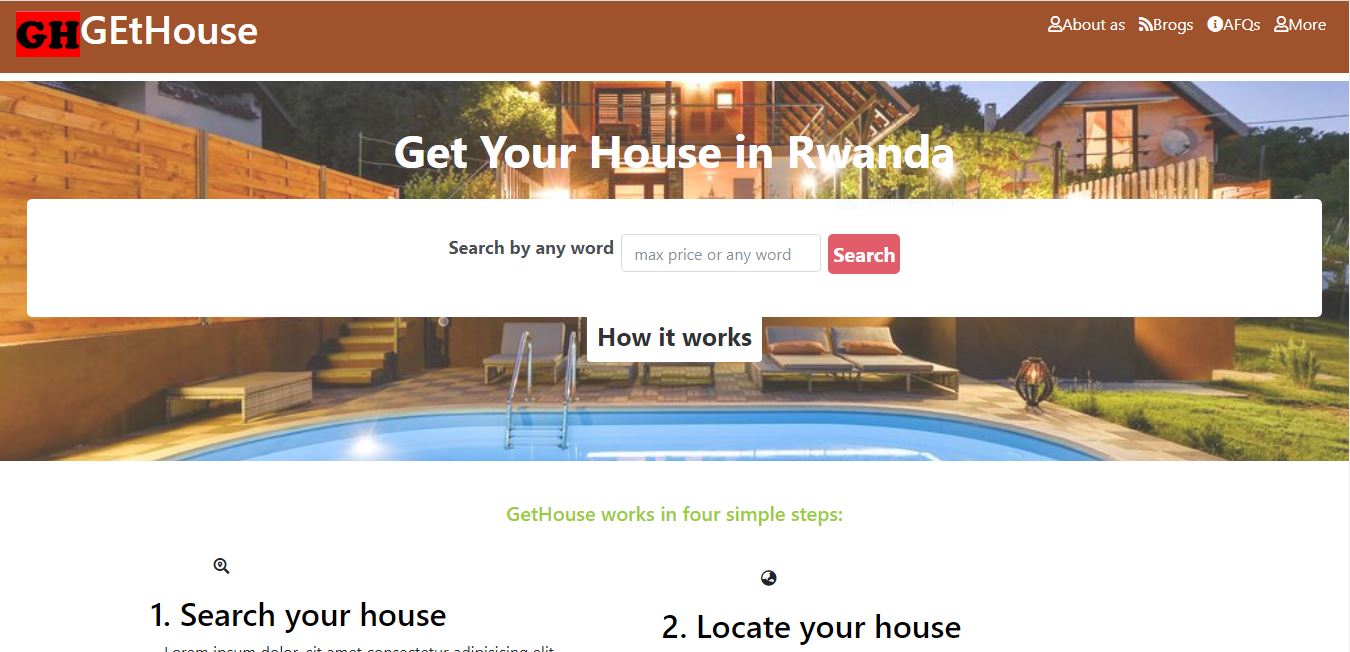 GH GEtHouse
About as Brogs AFQs More
Get Your House in Rwanda
Search by any word max price or any word Search
How it works
GetHouse works in four simple steps:
1. Search your house
2. Locate your house
Lorem ipsum dolor, sit amet consectetur adipisicing elit.